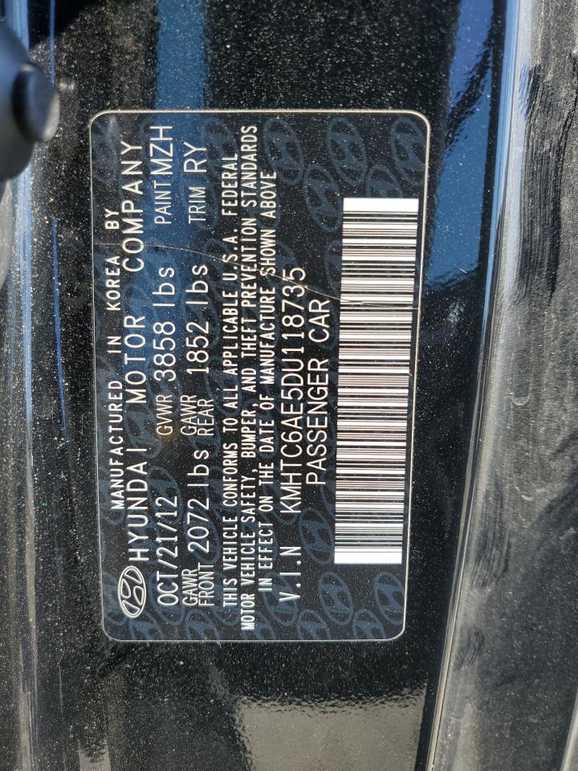 MANUFACTURED IN KOREA BY
HYUNDAI MOTOR COMPANY
OCT/21/12 GVWR 3858 lbs PAINT MZH
GAWR FRONT 2072 lbs GAWR REAR 1852 lbs TRIM RY
THIS VEHICLE CONFORMS TO ALL APPLICABLE U.S.A. FEDERAL
MOTOR VEHICLE SAFETY, BUMPER, AND THEFT PREVENTION STANDARDS
IN EFFECT ON THE DATE OF MANUFACTURE SHOWN ABOVE
V.I.N KMHTC6AE5DU118735
PASSENGER CAR